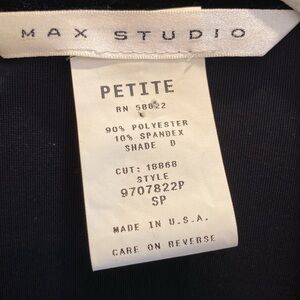 MAX STUDIO
PETITE
RN 58822
90% POLYESTER
10% SPANDEX
SHADE D
CUT: 18868
STYLE
9707822P
SP
MADE IN U.S.A.
CARE ON REVERSE